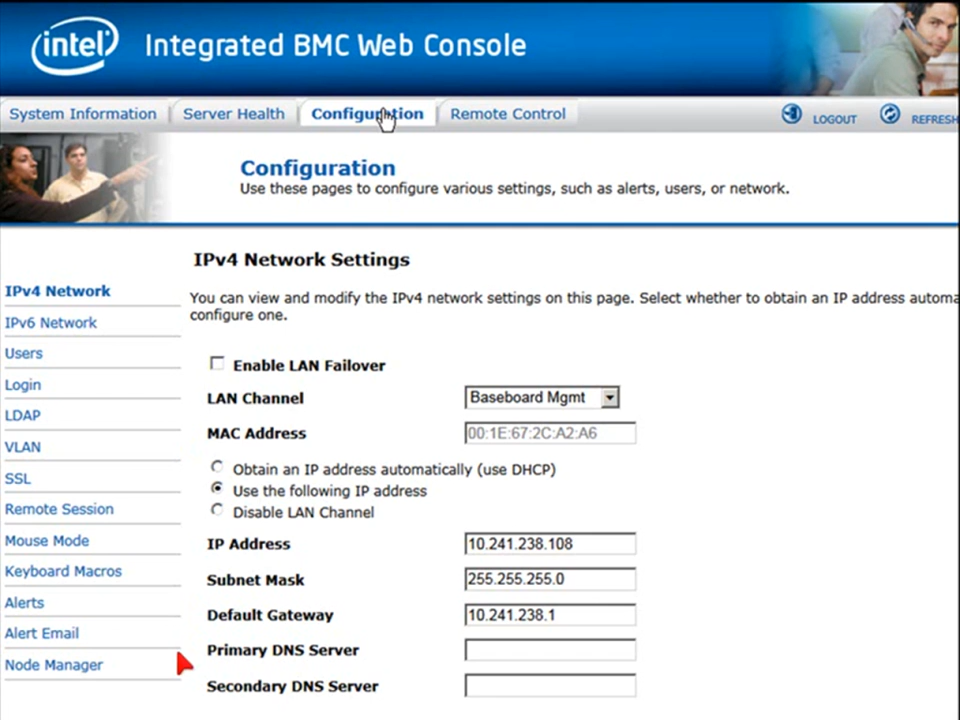 intel Integrated BMC Web Console
System Information Server Health Configuration Remote Control LOGOUT REFRESH
Configuration
Use these pages to configure various settings, such as alerts, users, or network.
IPv4 Network Settings
IPv4 Network
IPv6 Network
Users
Login
LDAP
VLAN
SSL
Remote Session
Mouse Mode
Keyboard Macros
Alerts
Alert Email
Node Manager
You can view and modify the IPv4 network settings on this page. Select whether to obtain an IP address automa
configure one.
Enable LAN Failover
LAN Channel Baseboard Mgmt
MAC Address 00:1E:67:2C:A2:A6
Obtain an IP address automatically (use DHCP)
Use the following IP address
Disable LAN Channel
IP Address 10.241.238.108
Subnet Mask 255.255.255.0
Default Gateway 10.241.238.1
Primary DNS Server
Secondary DNS Server